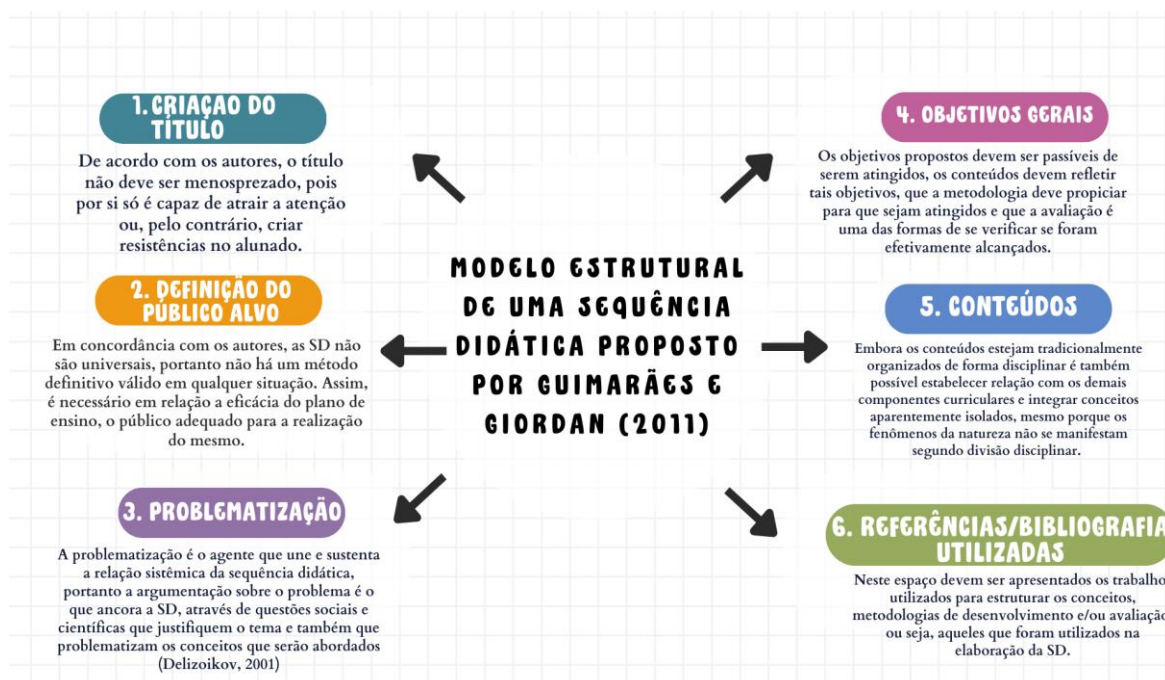 1. CRIAÇAO DO
TÍTULO
De acordo com os autores, o título
não deve ser menosprezado, pois
por si só é capaz de atrair a atenção
ou, pelo contrário, criar
resistências no alunado.
2. DEFINIÇÃO DO
PÚBLICO ALVO
Em concordância com os autores, as SD não
são universais, portanto não há um método
definitivo válido em qualquer situação. Assim,
é necessário em relação a eficácia do plano de
ensino, o público adequado para a realização
do mesmo.
3. PROBLEMATIZAÇÃO
A problematização é o agente que une e sustenta
a relação sistêmica da sequência didática,
portanto a argumentação sobre o problema é o
que ancora a SD, através de questões sociais e
científicas que justifiquem o tema e também que
problematizam os conceitos que serão abordados
(Delizoikov, 2001)
MODELO ESTRUTURAL
DE UMA SEQUÊNCIA
DIDÁTICA PROPOSTO
POR GUIMARÃES E
GIORDAN (2011)
4. OBJETIVOS GERAIS
Os objetivos propostos devem ser passíveis de
serem atingidos, os conteúdos devem refletir
tais objetivos, que a metodologia deve propiciar
para que sejam atingidos e que a avaliação é
uma das formas de se verificar se foram
efetivamente alcançados.
5. CONTEÚDOS
Embora os conteúdos estejam tradicionalmente
organizados de forma disciplinar é também
possível estabelecer relação com os demais
componentes curriculares e integrar conceitos
aparentemente isolados, mesmo porque os
fenômenos da natureza não se manifestam
segundo divisão disciplinar.
6. REFERÊNCIAS/BIBLIOGRAFIA
UTILIZADAS
Neste espaço devem ser apresentados os trabalho
utilizados para estruturar os conceitos,
metodologias de desenvolvimento e/ou avaliação
ou seja, aqueles que foram utilizados na
elaboração da SD.